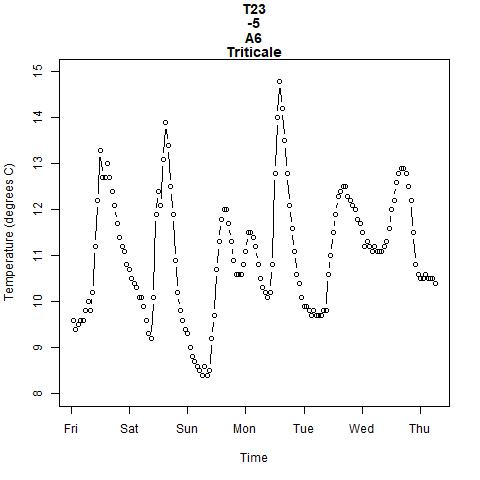 T23
-5
A6
Triticale
Temperature (degrees C)
15
14
13
12
11
10
9
8
Fri Sat Sun Mon Tue Wed Thu
Time